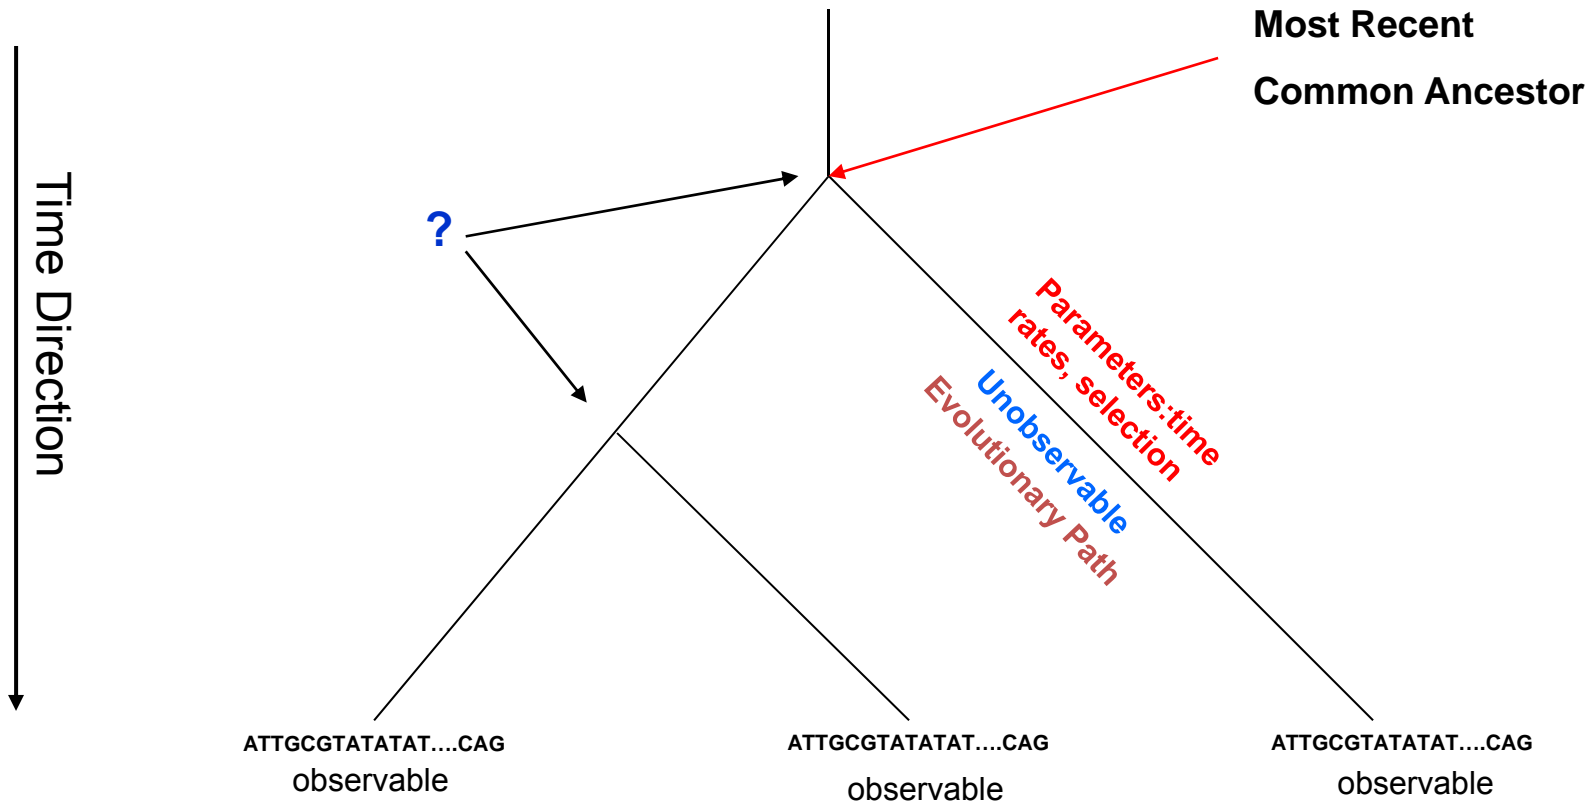 Most Recent
Common Ancestor
Time Direction
?
Parameters:time
rates, selection
Unobservable
Evolutionary Path
ATTGCGTATATAT....CAG
observable
ATTGCGTATATAT....CAG
observable
ATTGCGTATATAT....CAG
observable